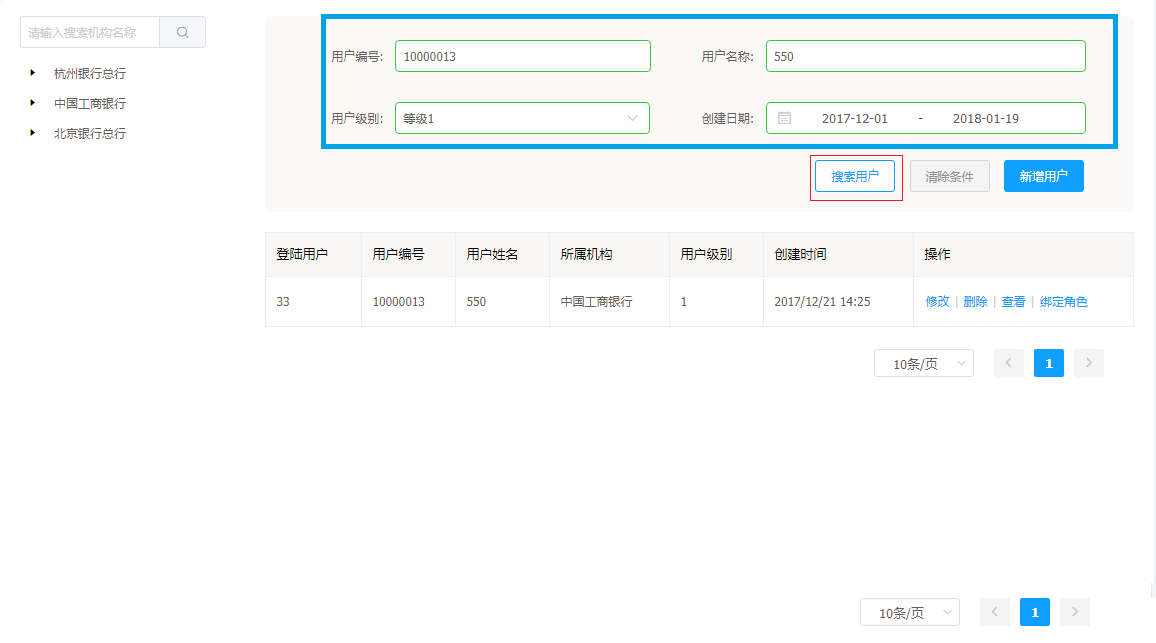 请输入搜索机构名称
杭州银行总行
中国工商银行
北京银行总行
用户编号: 10000013 用户名称: 550
用户级别: 等级1 创建日期: 2017-12-01 - 2018-01-19
搜索用户 清除条件 新增用户
登陆用户 用户编号 用户姓名 所属机构 用户级别 创建时间 操作
33 10000013 550 中国工商银行 1 2017/12/21 14:25 修改 | 删除 | 查看 | 绑定角色
10条/页 < 1 >
10条/页 < 1 >